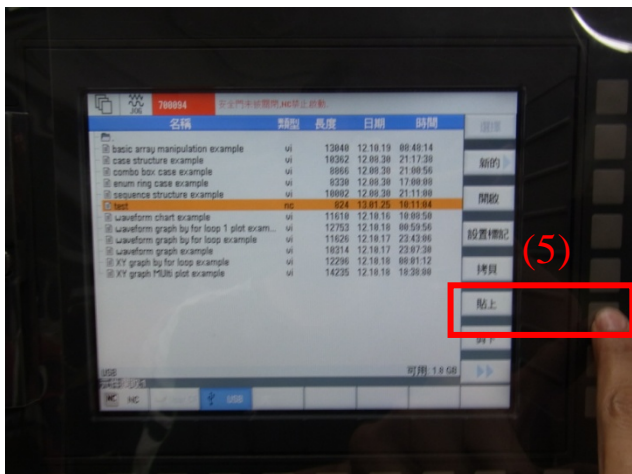 JOG 700094 安全門未被關閉,NC禁止啟動.
名稱 類型 長度 日期 時間 選擇
basic array manipulation example vi 13040 12.10.19 00:40:14
case structure example vi 10362 12.08.30 21:17:30
combo box case example vi 8866 12.08.30 21:00:56
enum ring case example vi 8330 12.08.30 17:00:00
sequence structure example vi 10002 12.08.30 21:11:00
test nc 824 13.01.25 10:11:04
waveform chart example vi 11610 12.10.16 10:00:50
waveform graph by for loop 1 plot exam... vi 12753 12.10.18 00:59:56
waveform graph by for loop example vi 11626 12.10.17 23:43:06
waveform graph example vi 10314 12.10.17 23:07:30
XY graph by for loop example vi 12296 12.10.18 00:01:12
XY graph MUlti plot example vi 14235 12.10.18 10:30:00
新的
開啟
設置標記
拷貝
貼上
剪下
(5)
USB 可用: 1.8 GB
NC NC USB